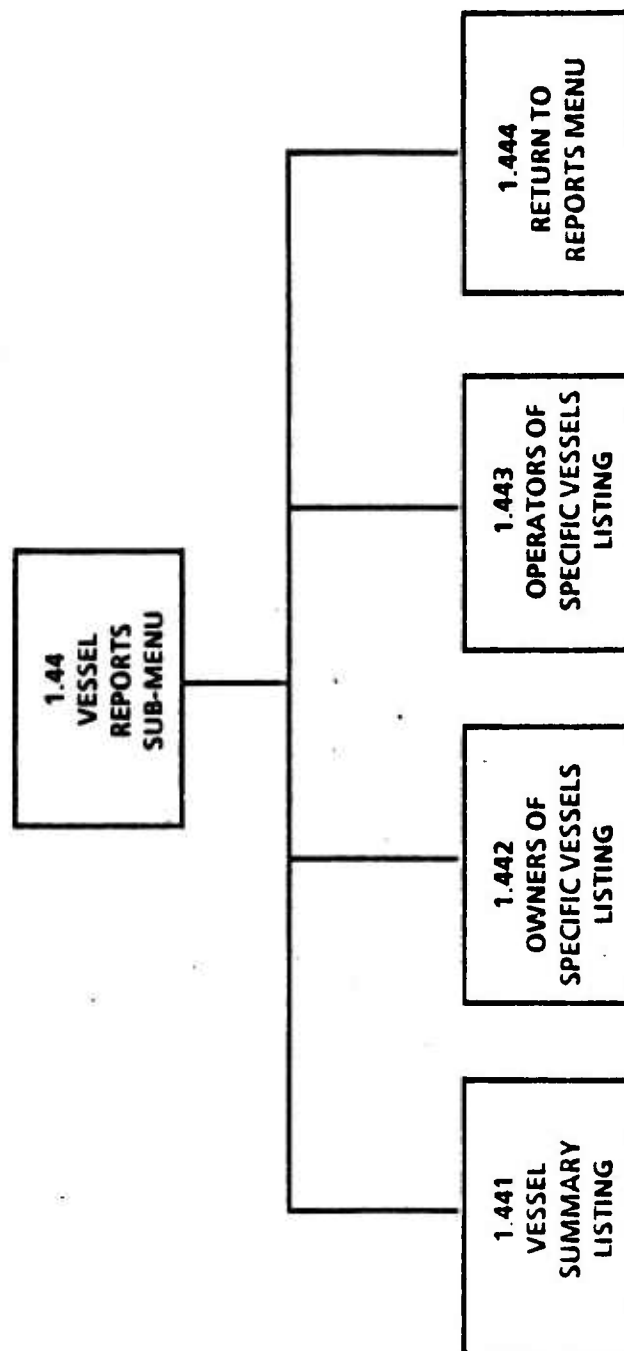 1.44
VESSEL
REPORTS
SUB-MENU
1.441
VESSEL
SUMMARY
LISTING
1.442
OWNERS OF
SPECIFIC VESSELS
LISTING
1.443
OPERATORS OF
SPECIFIC VESSELS
LISTING
1.444
RETURN TO
REPORTS MENU